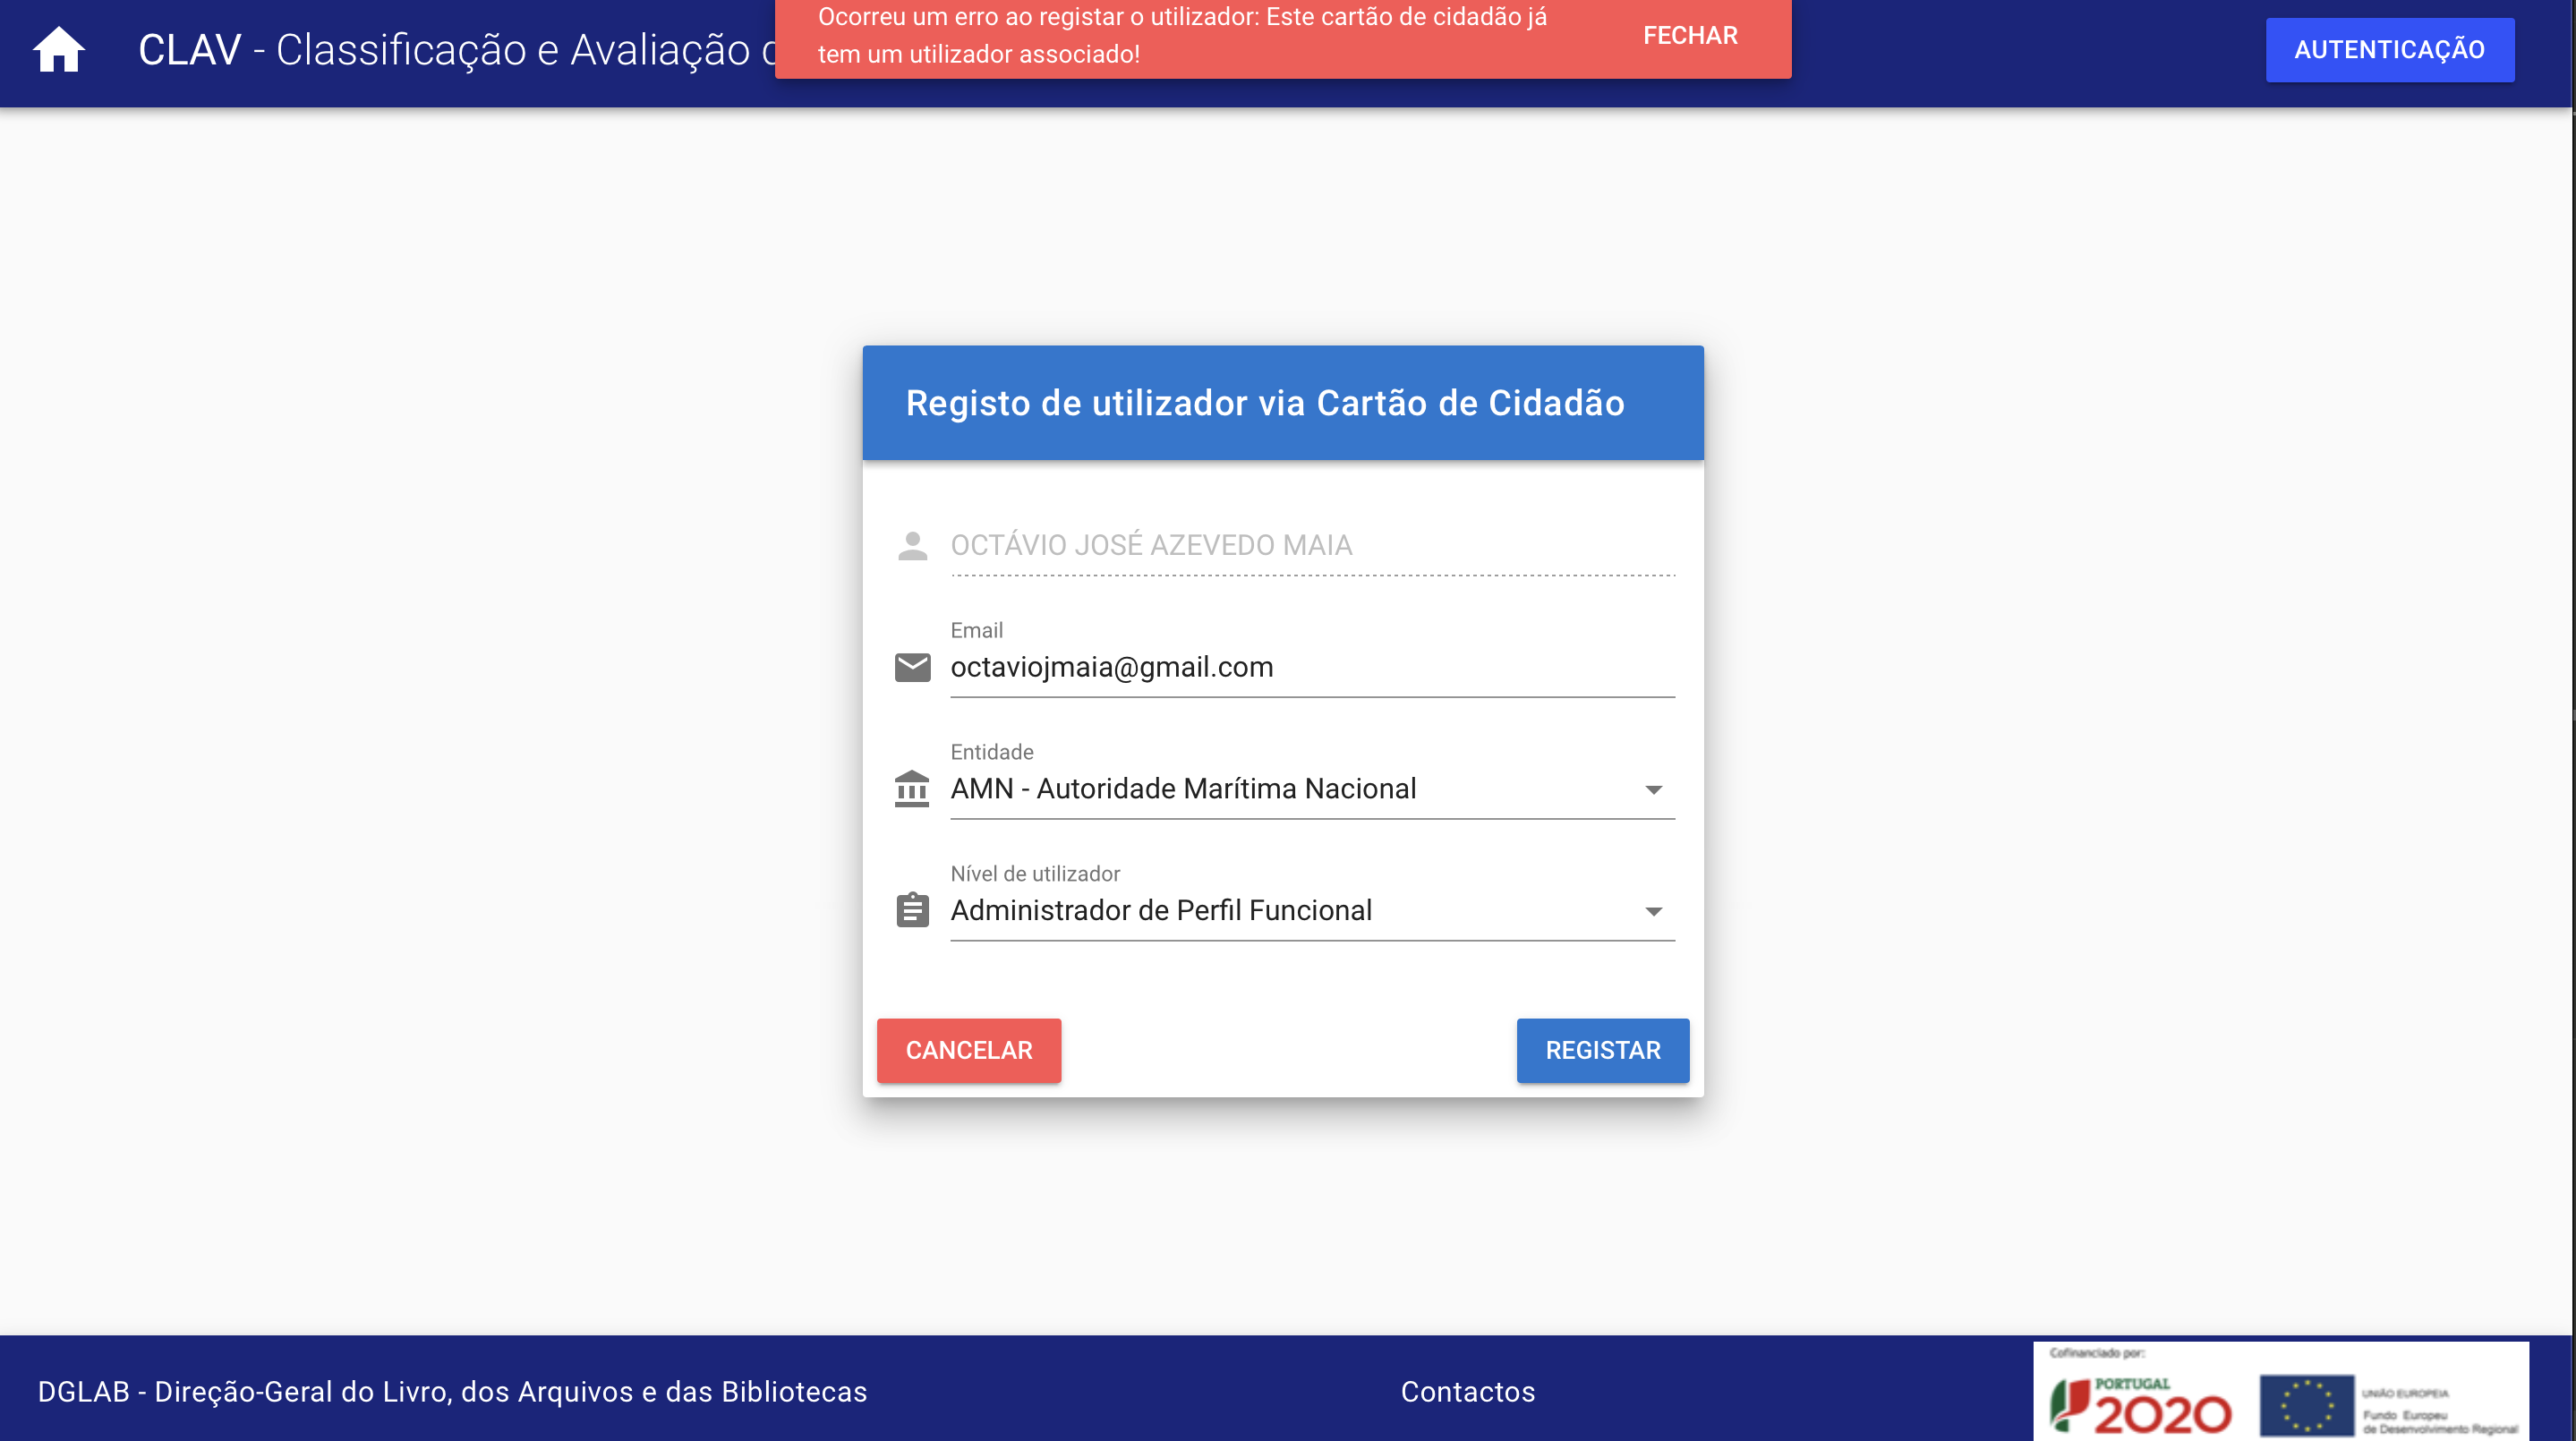 CLAV - Classificação e Avaliação
Ocorreu um erro ao registar o utilizador: Este cartão de cidadão já
tem um utilizador associado!
FECHAR
AUTENTICAÇÃO
Registo de utilizador via Cartão de Cidadão
OCTÁVIO JOSÉ AZEVEDO MAIA
Email
octaviojmaia@gmail.com
Entidade
AMN - Autoridade Marítima Nacional
Nível de utilizador
Administrador de Perfil Funcional
CANCELAR
REGISTAR
DGLAB - Direção-Geral do Livro, dos Arquivos e das Bibliotecas
Contactos
Cofinanciado por:
PORTUGAL
2020
UNIÃO EUROPEIA
Fundo Europeu
de Desenvolvimento Regional